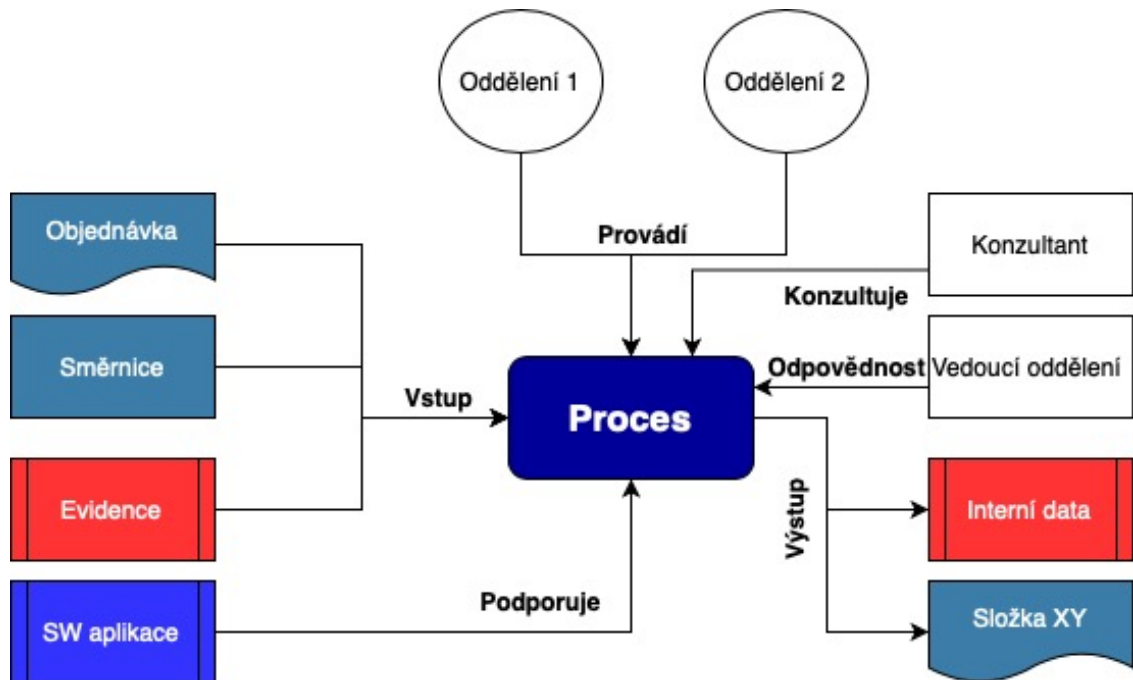 Oddělení 1
Oddělení 2
Objednávka
Provádí
Konzultant
Konzultuje
Směrnice
Odpovědnost
Vedoucí oddělení
Vstup
Proces
Evidence
Výstup
Interní data
Podporuje
SW aplikace
Složka XY